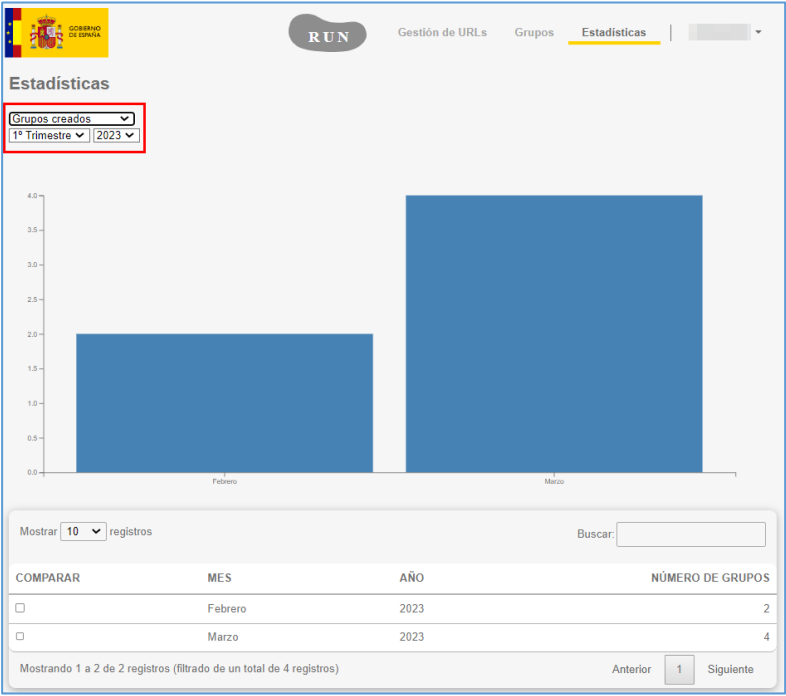 GOBIERNO
DE ESPAÑA
RUN
Gestión de URLs Grupos Estadísticas
Estadísticas
Grupos creados
1º Trimestre 2023
4.0
3.5
3.0
2.5
2.0
1.5
1.0
0.5
0.0
Febrero Marzo
Mostrar 10 registros Buscar:
COMPARAR MES AÑO NÚMERO DE GRUPOS
Febrero 2023 2
Marzo 2023 4
Mostrando 1 a 2 de 2 registros (filtrado de un total de 4 registros) Anterior 1 Siguiente